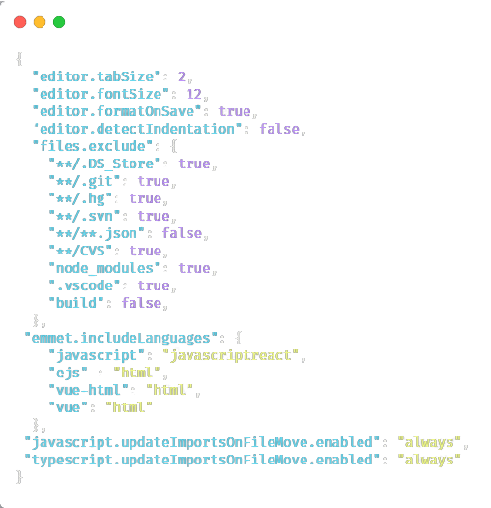 {
"editor.tabSize": 2,
"editor.fontSize": 12,
"editor.formatOnSave": true,
"editor.detectIndentation": false,
"files.exclude": {
"**/.DS_Store": true,
"**/.git": true,
"**/.hg": true,
"**/.svn": true,
"**/**.json": false,
"**/CVS": true,
"node_modules": true,
".vscode": true,
"build": false,
},
"emmet.includeLanguages": {
"javascript": "javascriptreact",
"ejs" : "html",
"vue-html": "html",
"vue": "html"
},
"javascript.updateImportsOnFileMove.enabled": "always",
"typescript.updateImportsOnFileMove.enabled": "always"
}